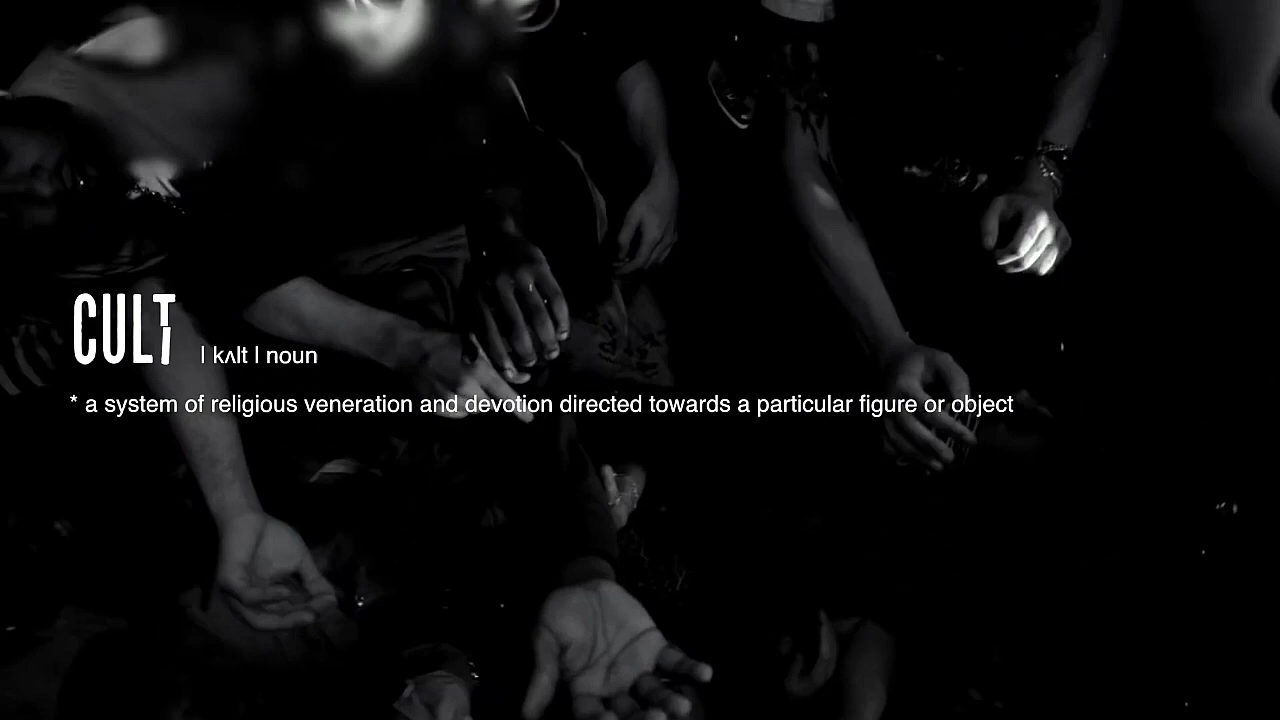 CULT | kʌlt | noun
* a system of religious veneration and devotion directed towards a particular figure or object